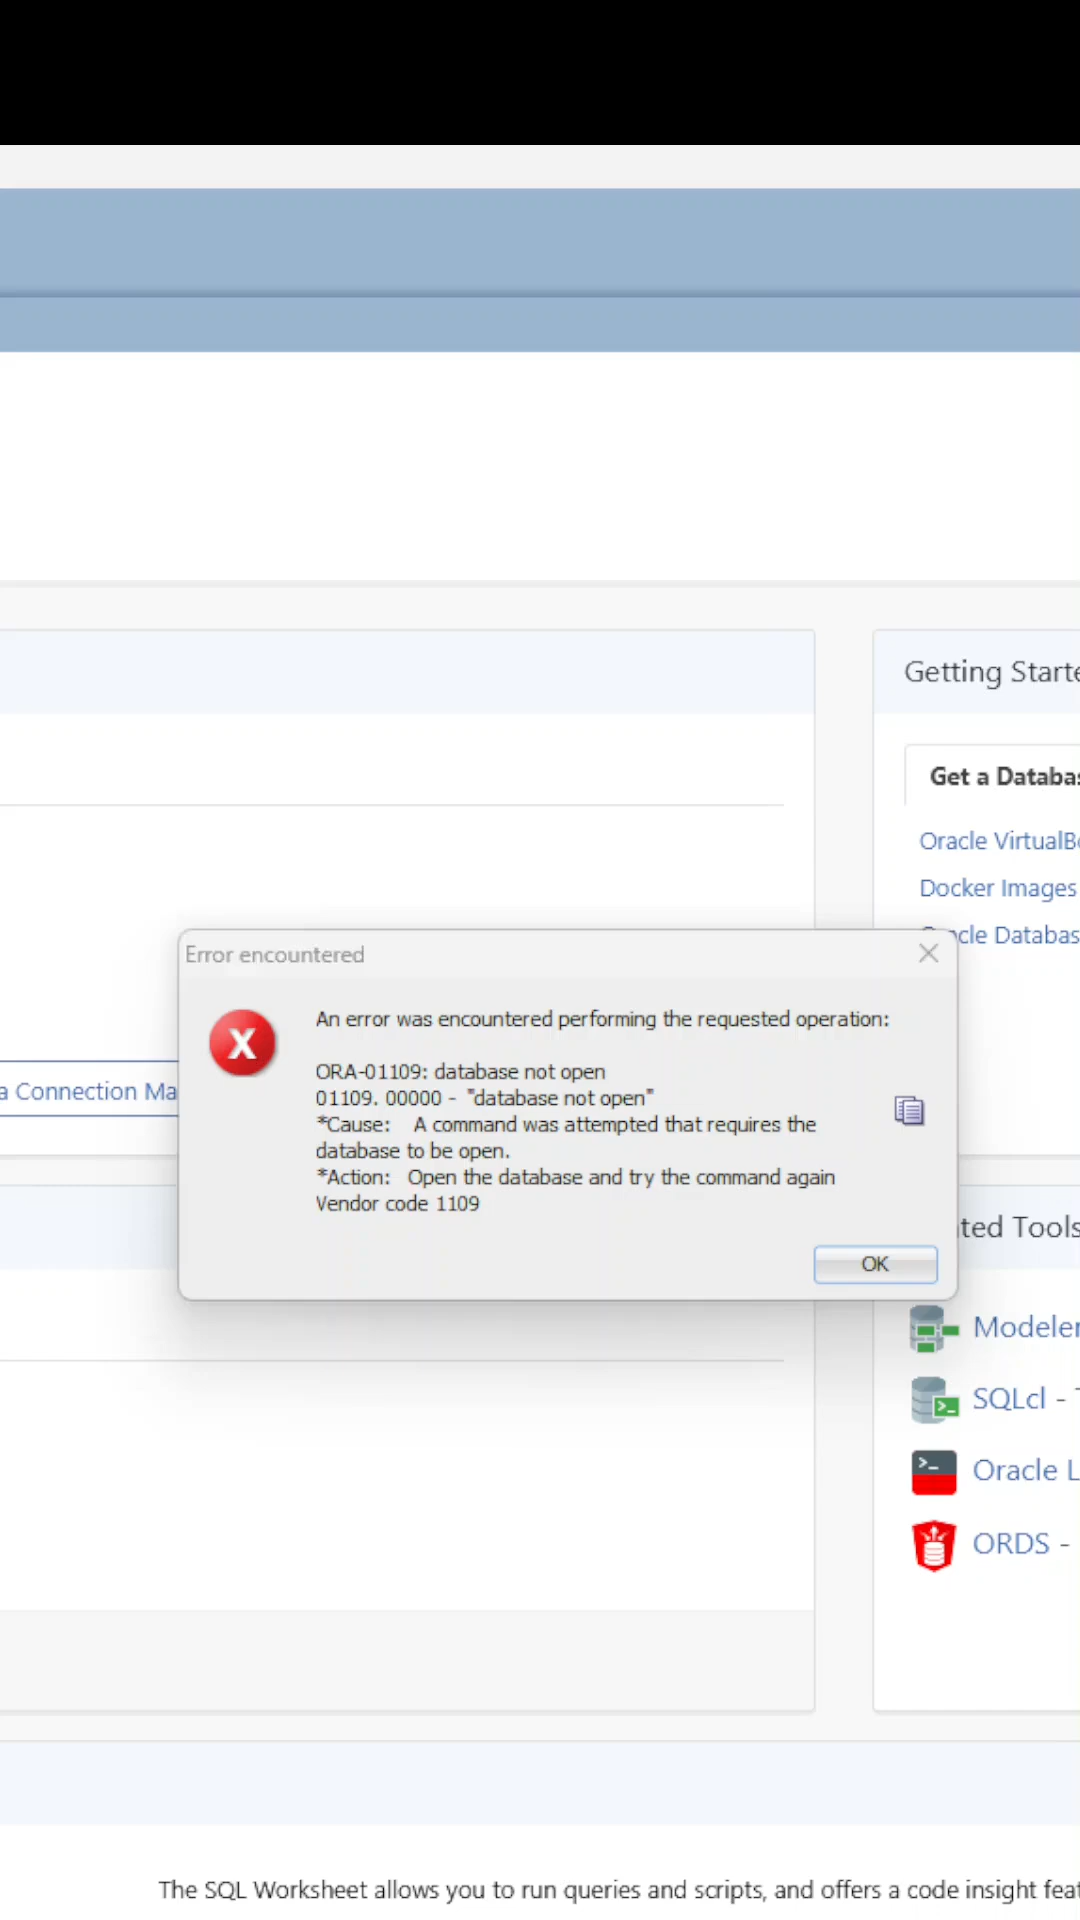 Getting Starte
Get a Databas
Oracle VirtualBo
Docker Images
Oracle Databas
Error encountered
An error was encountered performing the requested operation:
ORA-01109: database not open
01109. 00000 - "database not open"
*Cause: A command was attempted that requires the
database to be open.
*Action: Open the database and try the command again
Vendor code 1109
OK
a Connection Ma
ted Tools
Modeler
SQLcl - T
Oracle L
ORDS -
The SQL Worksheet allows you to run queries and scripts, and offers a code insight feat